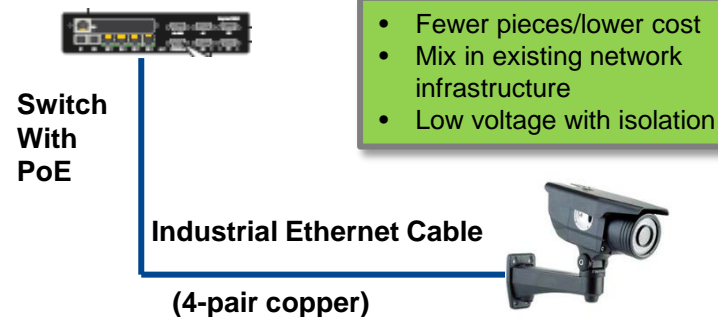 • Fewer pieces/lower cost
• Mix in existing network
infrastructure
• Low voltage with isolation
Switch
With
PoE
Industrial Ethernet Cable
(4-pair copper)